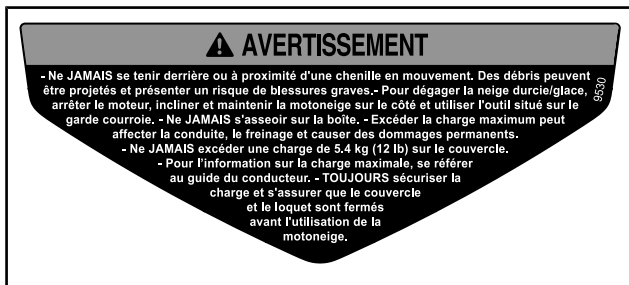 AVERTISSEMENT
- Ne JAMAIS se tenir derrière ou à proximité d'une chenille en mouvement. Des débris peuvent
être projetés et présenter un risque de blessures graves.- Pour dégager la neige durcie/glace,
arrêter le moteur, incliner et maintenir la motoneige sur le côté et utiliser l'outil situé sur le
garde courroie. - Ne JAMAIS s'asseoir sur la boîte. - Excéder la charge maximum peut
affecter la conduite, le freinage et causer des dommages permanents.
- Ne JAMAIS excéder une charge de 5.4 kg (12 lb) sur le couvercle.
- Pour l'information sur la charge maximale, se référer
au guide du conducteur. - TOUJOURS sécuriser la
charge et s'assurer que le couvercle
et le loquet sont fermés
avant l'utilisation de la
motoneige.
9530